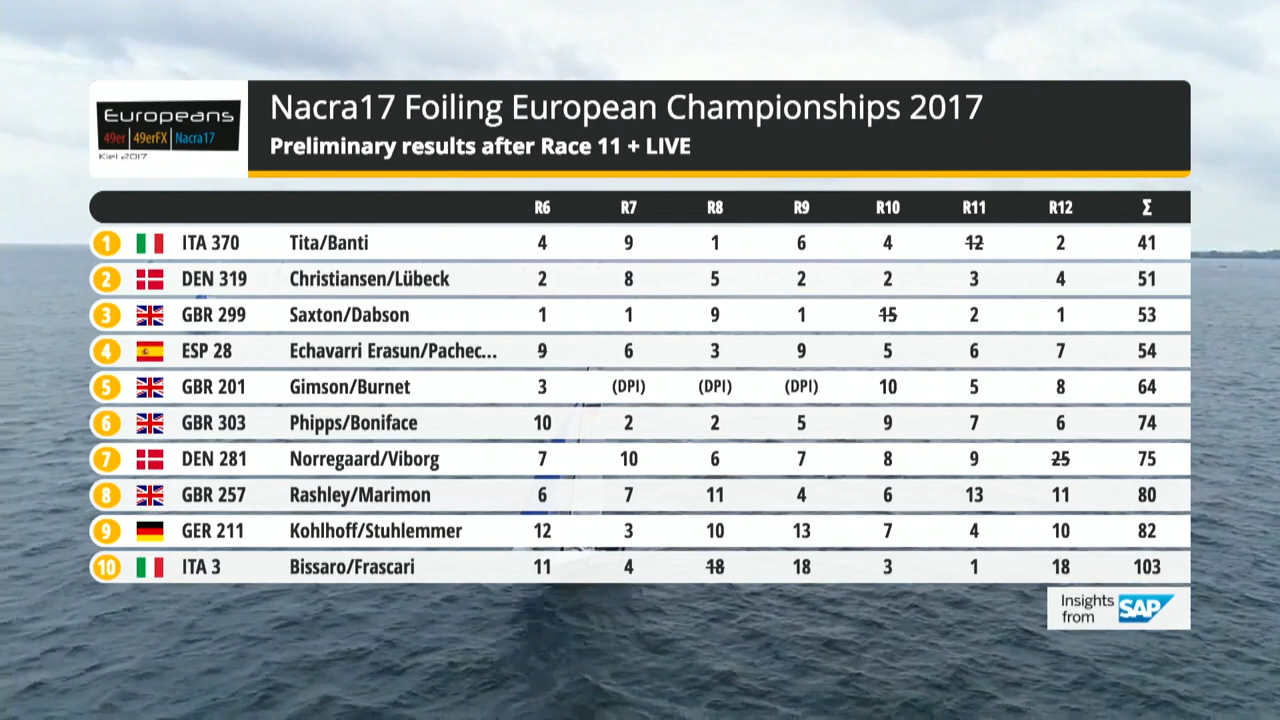 Europeans
49er | 49erFX | Nacra17
Kiel 2017
Nacra17 Foiling European Championships 2017
Preliminary results after Race 11 + LIVE
R6 R7 R8 R9 R10 R11 R12 Σ
1 ITA 370 Tita/Banti 4 9 1 6 4 12 2 41
2 DEN 319 Christiansen/Lübeck 2 8 5 2 2 3 4 51
3 GBR 299 Saxton/Dabson 1 1 9 1 15 2 1 53
4 ESP 28 Echavarri Erasun/Pachec... 9 6 3 9 5 6 7 54
5 GBR 201 Gimson/Burnet 3 (DPI) (DPI) (DPI) 10 5 8 64
6 GBR 303 Phipps/Boniface 10 2 2 5 9 7 6 74
7 DEN 281 Norregaard/Viborg 7 10 6 7 8 9 25 75
8 GBR 257 Rashley/Marimon 6 7 11 4 6 13 11 80
9 GER 211 Kohlhoff/Stuhlemmer 12 3 10 13 7 4 10 82
10 ITA 3 Bissaro/Frascari 11 4 18 18 3 1 18 103
Insights from SAP